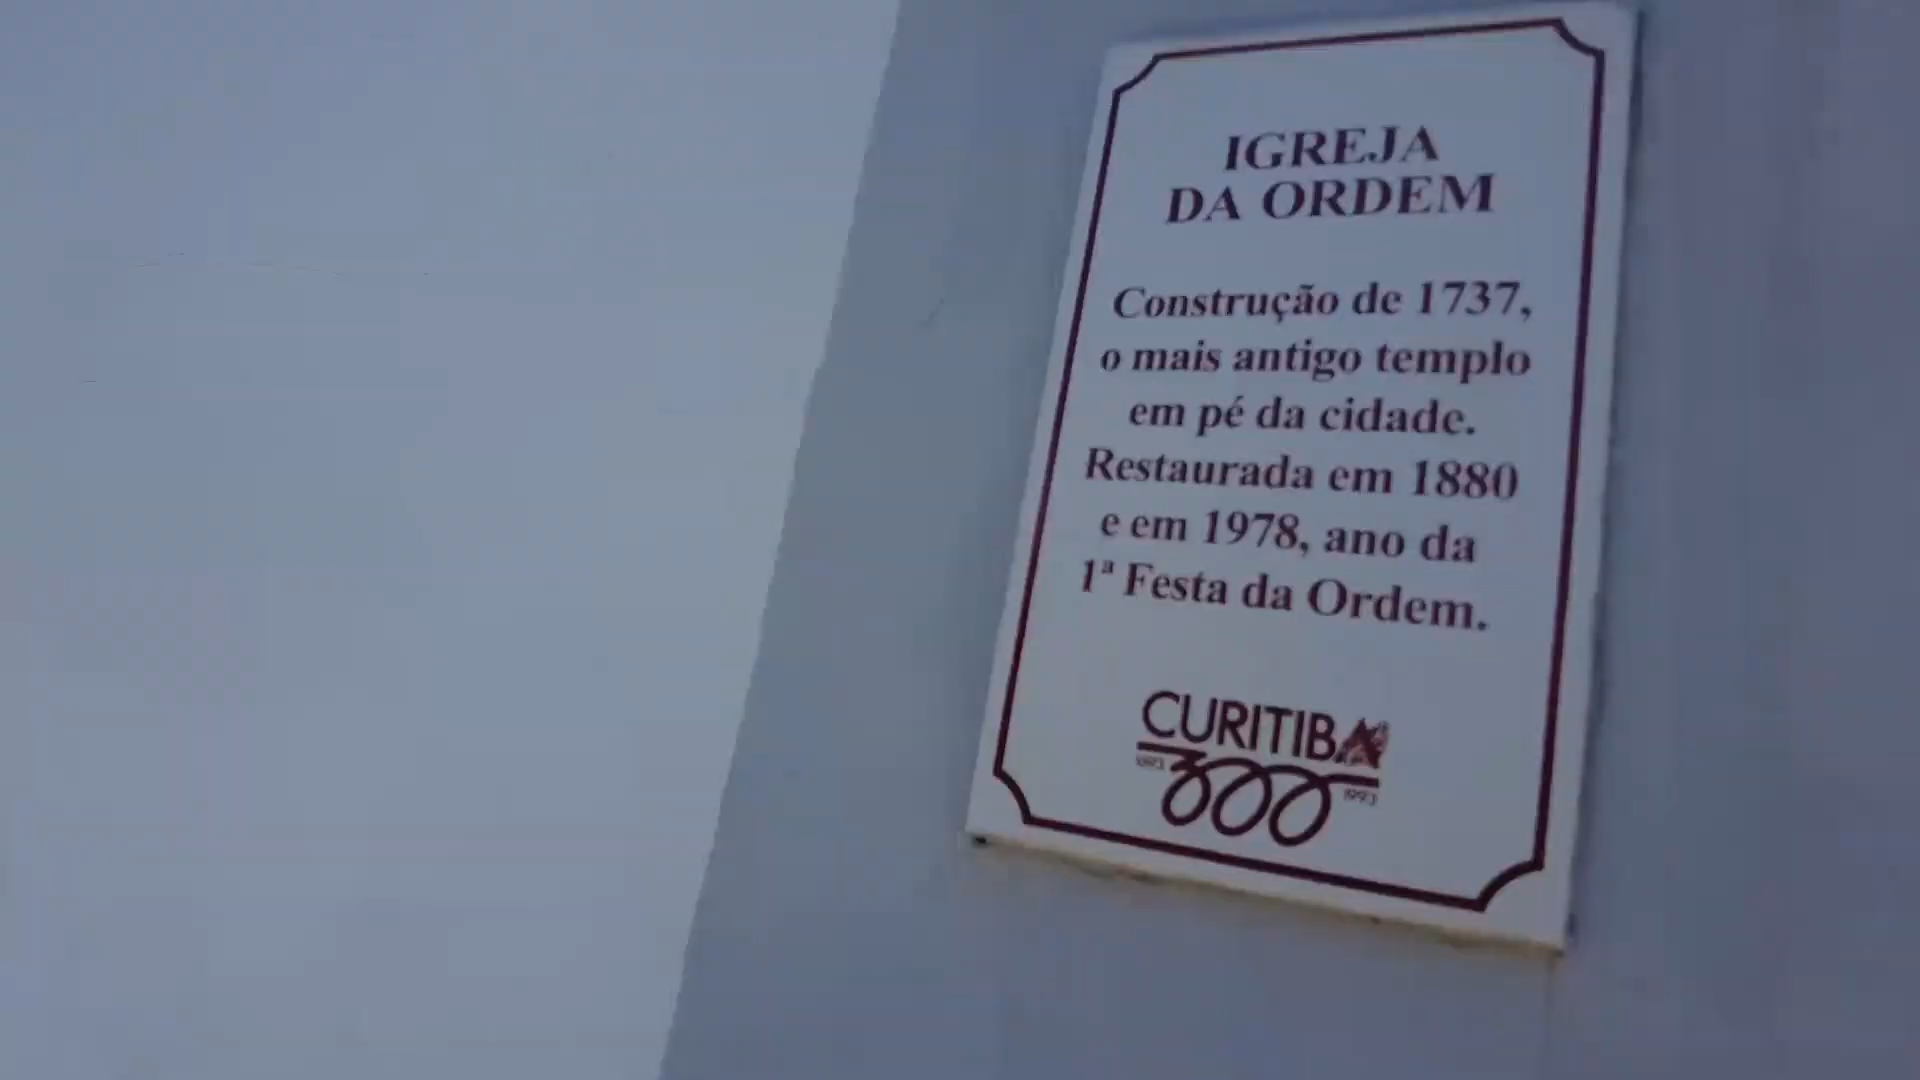 IGREJA
DA ORDEM
Construção de 1737,
o mais antigo templo
em pé da cidade.
Restaurada em 1880
e em 1978, ano da
1ª Festa da Ordem.
CURITIBA
300
1993